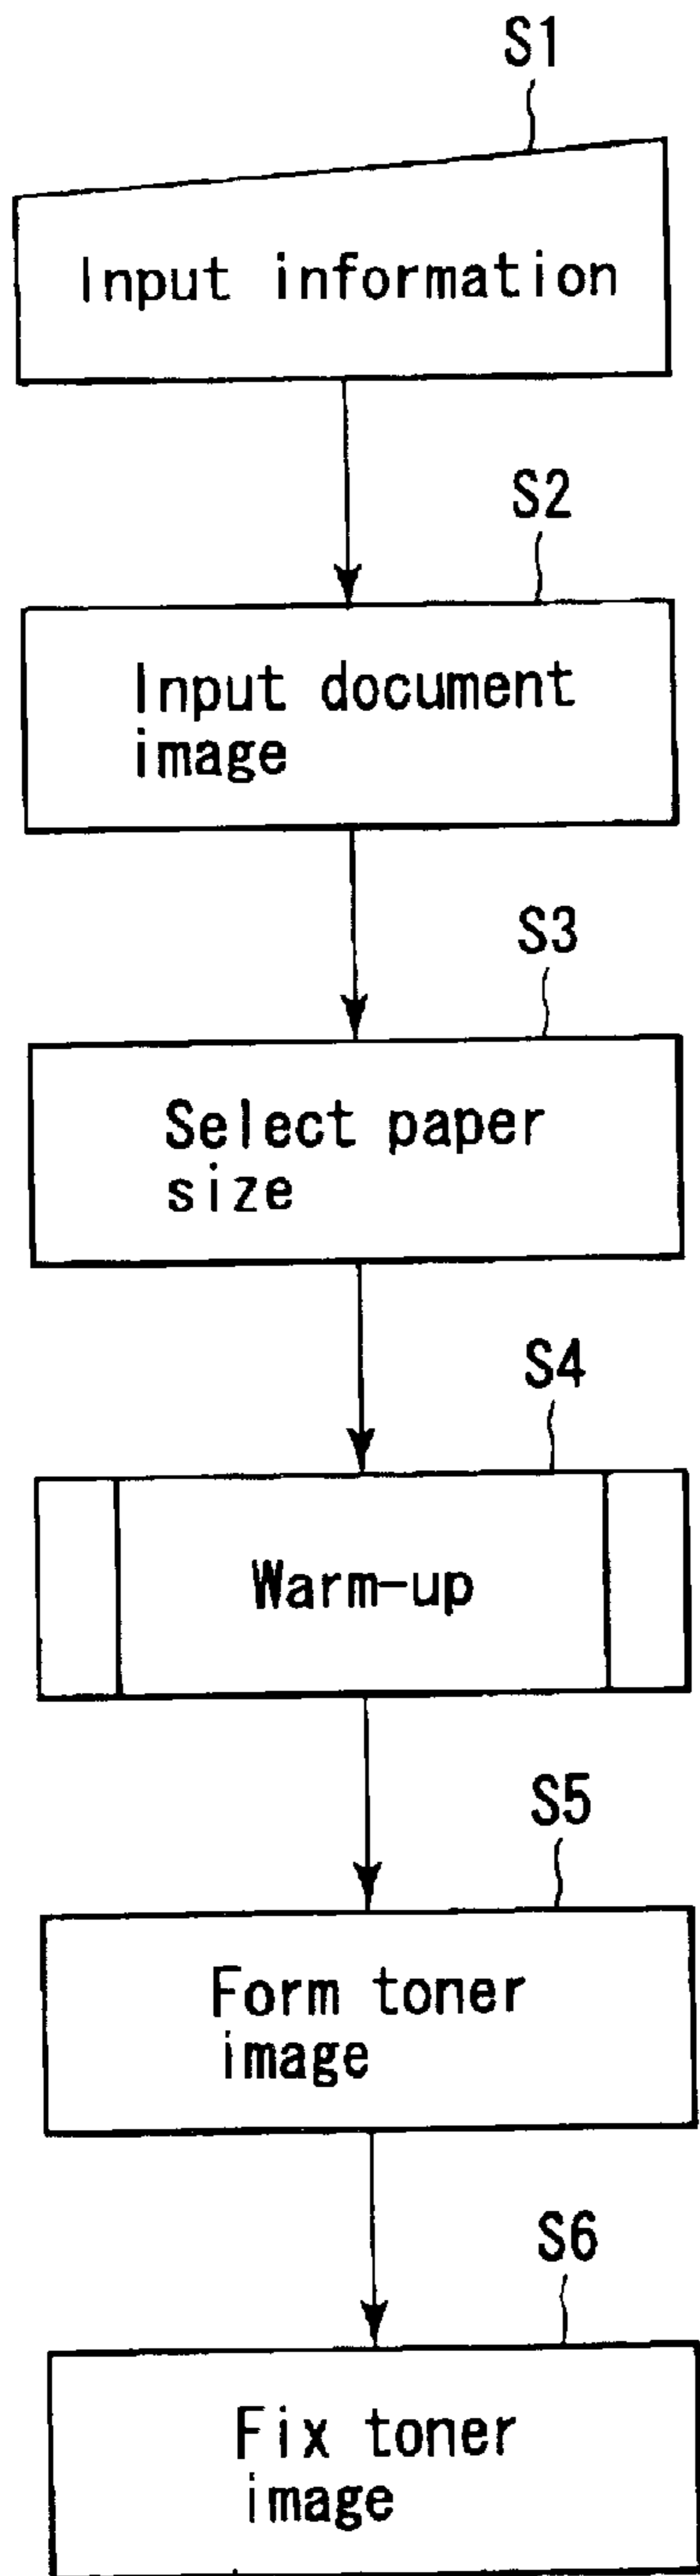 S1
Input information
S2
Input document
image
S3
Select paper
size
S4
Warm-up
S5
Form toner
image
S6
Fix toner
image